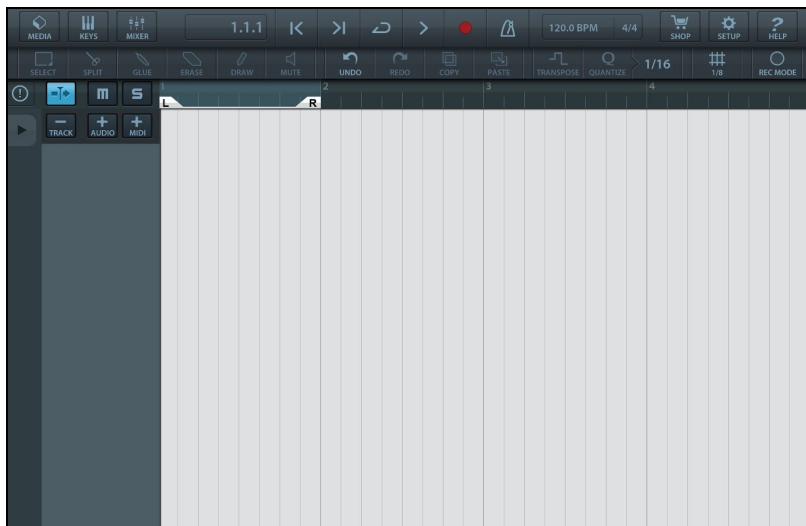 MEDIA KEYS MIXER 1.1.1 120.0 BPM 4/4 SHOP SETUP ? HELP
SELECT SPLIT GLUE ERASE DRAW MUTE UNDO REDO COPY PASTE TRANSPOSE Q QUANTIZE 1/16 1/8 REC MODE
M S 1 2 3 4
L R
TRACK AUDIO MIDI